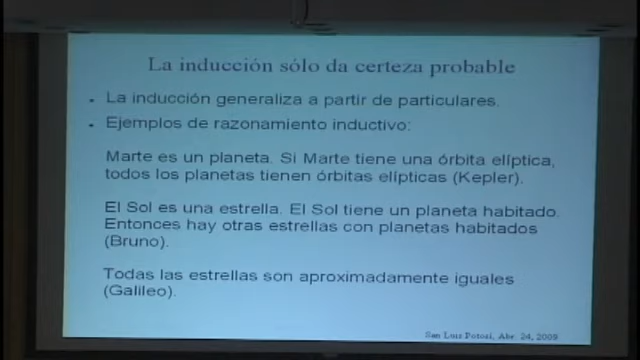 La inducción sólo da certeza probable
• La inducción generaliza a partir de particulares.
• Ejemplos de razonamiento inductivo:
Marte es un planeta. Si Marte tiene una órbita elíptica,
todos los planetas tienen órbitas elípticas (Kepler).
El Sol es una estrella. El Sol tiene un planeta habitado.
Entonces hay otras estrellas con planetas habitados
(Bruno).
Todas las estrellas son aproximadamente iguales
(Galileo).
San Luis Potosí, Abr. 24, 2009